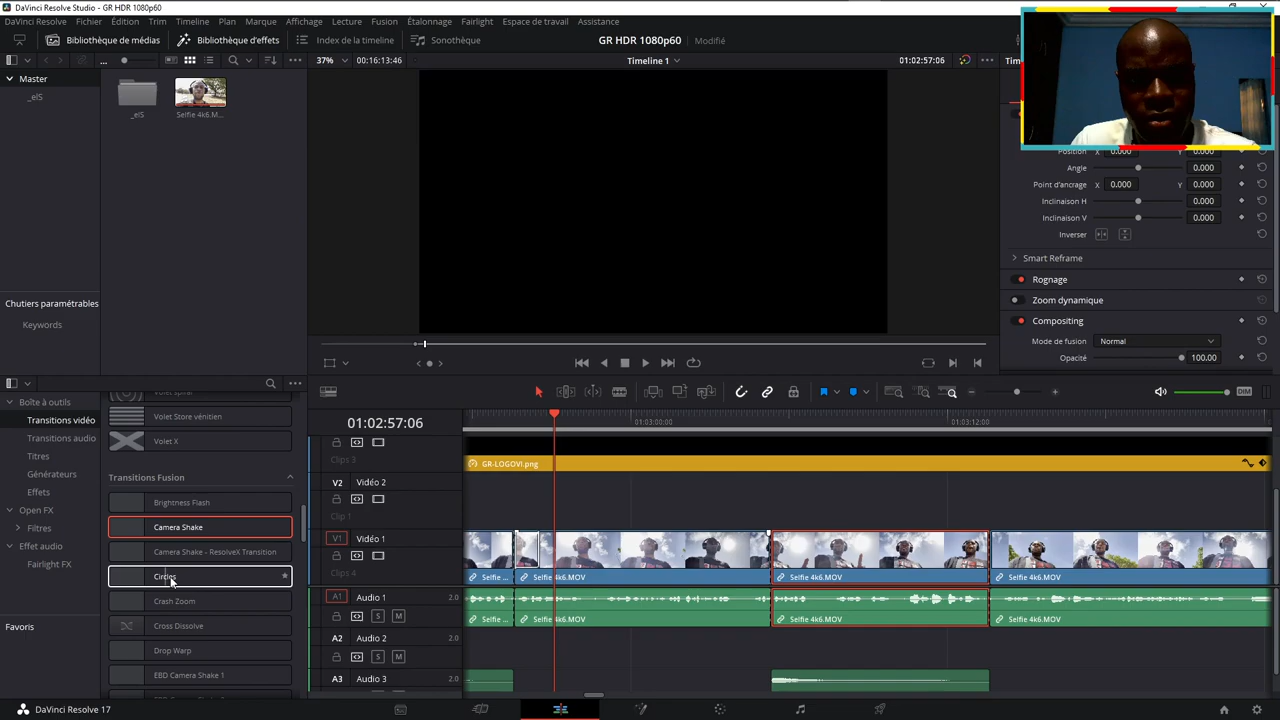 DaVinci Resolve Studio - GR HDR 1080p60
DaVinci Resolve Fichier Édition Trim Timeline Plan Marque Affichage Lecture Fusion Étalonnage Fairlight Espace de travail Assistance
Bibliothèque de médias Bibliothèque d'effets Index de la timeline Sonothèque GR HDR 1080p60 Modifié
... 37% 00:16:13:46 Timeline 1 01:02:57:06
Master
_elS
_elS
Selfie 4k6.M...
Position X 0.000 Y 0.000
Angle 0.000
Point d'ancrage X 0.000 Y 0.000
Inclinaison H 0.000
Inclinaison V 0.000
Inverser
Smart Reframe
Rognage
Zoom dynamique
Compositing
Mode de fusion Normal
Opacité 100.00
Chutiers paramétrables
Keywords
Boîte à outils
Transitions vidéo
Transitions audio
Titres
Générateurs
Effets
Open FX
Filtres
Effet audio
Fairlight FX
Favoris
Volet Store vénitien
Volet X
Transitions Fusion
Brightness Flash
Camera Shake
Camera Shake - ResolveX Transition
Circles
Crash Zoom
Cross Dissolve
Drop Warp
EBD Camera Shake 1
DIM
01:02:57:06
01:03:00:00 01:03:12:00
Clips 3
GR-LOGOVI.png
V2 Vidéo 2
Clip 1
V1 Vidéo 1
Clips 4
Selfie ... Selfie 4k6.MOV Selfie 4k6.MOV Selfie 4k6.MOV
A1 Audio 1 2.0
S M
Selfie ... Selfie 4k6.MOV Selfie 4k6.MOV Selfie 4k6.MOV
A2 Audio 2 2.0
S M
A3 Audio 3 2.0
DaVinci Resolve 17